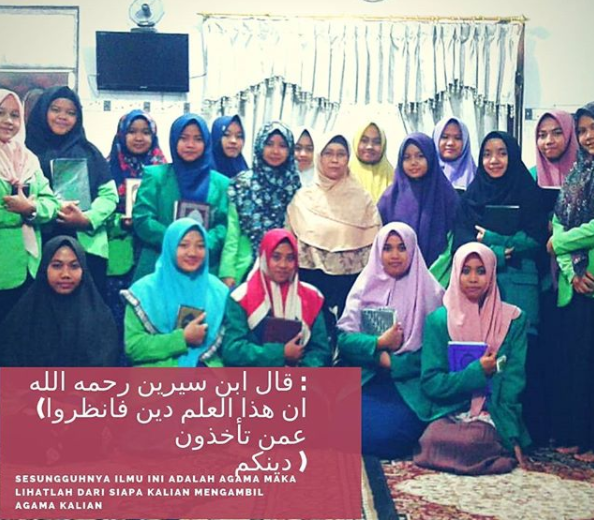 قال ابن سيرين رحمه الله :
ان هذا العلم دين فانظروا)
عمن تأخذون
دينكم (
SESUNGGUHNYA ILMU INI ADALAH AGAMA MAKA
LIHATLAH DARI SIAPA KALIAN MENGAMBIL
AGAMA KALIAN